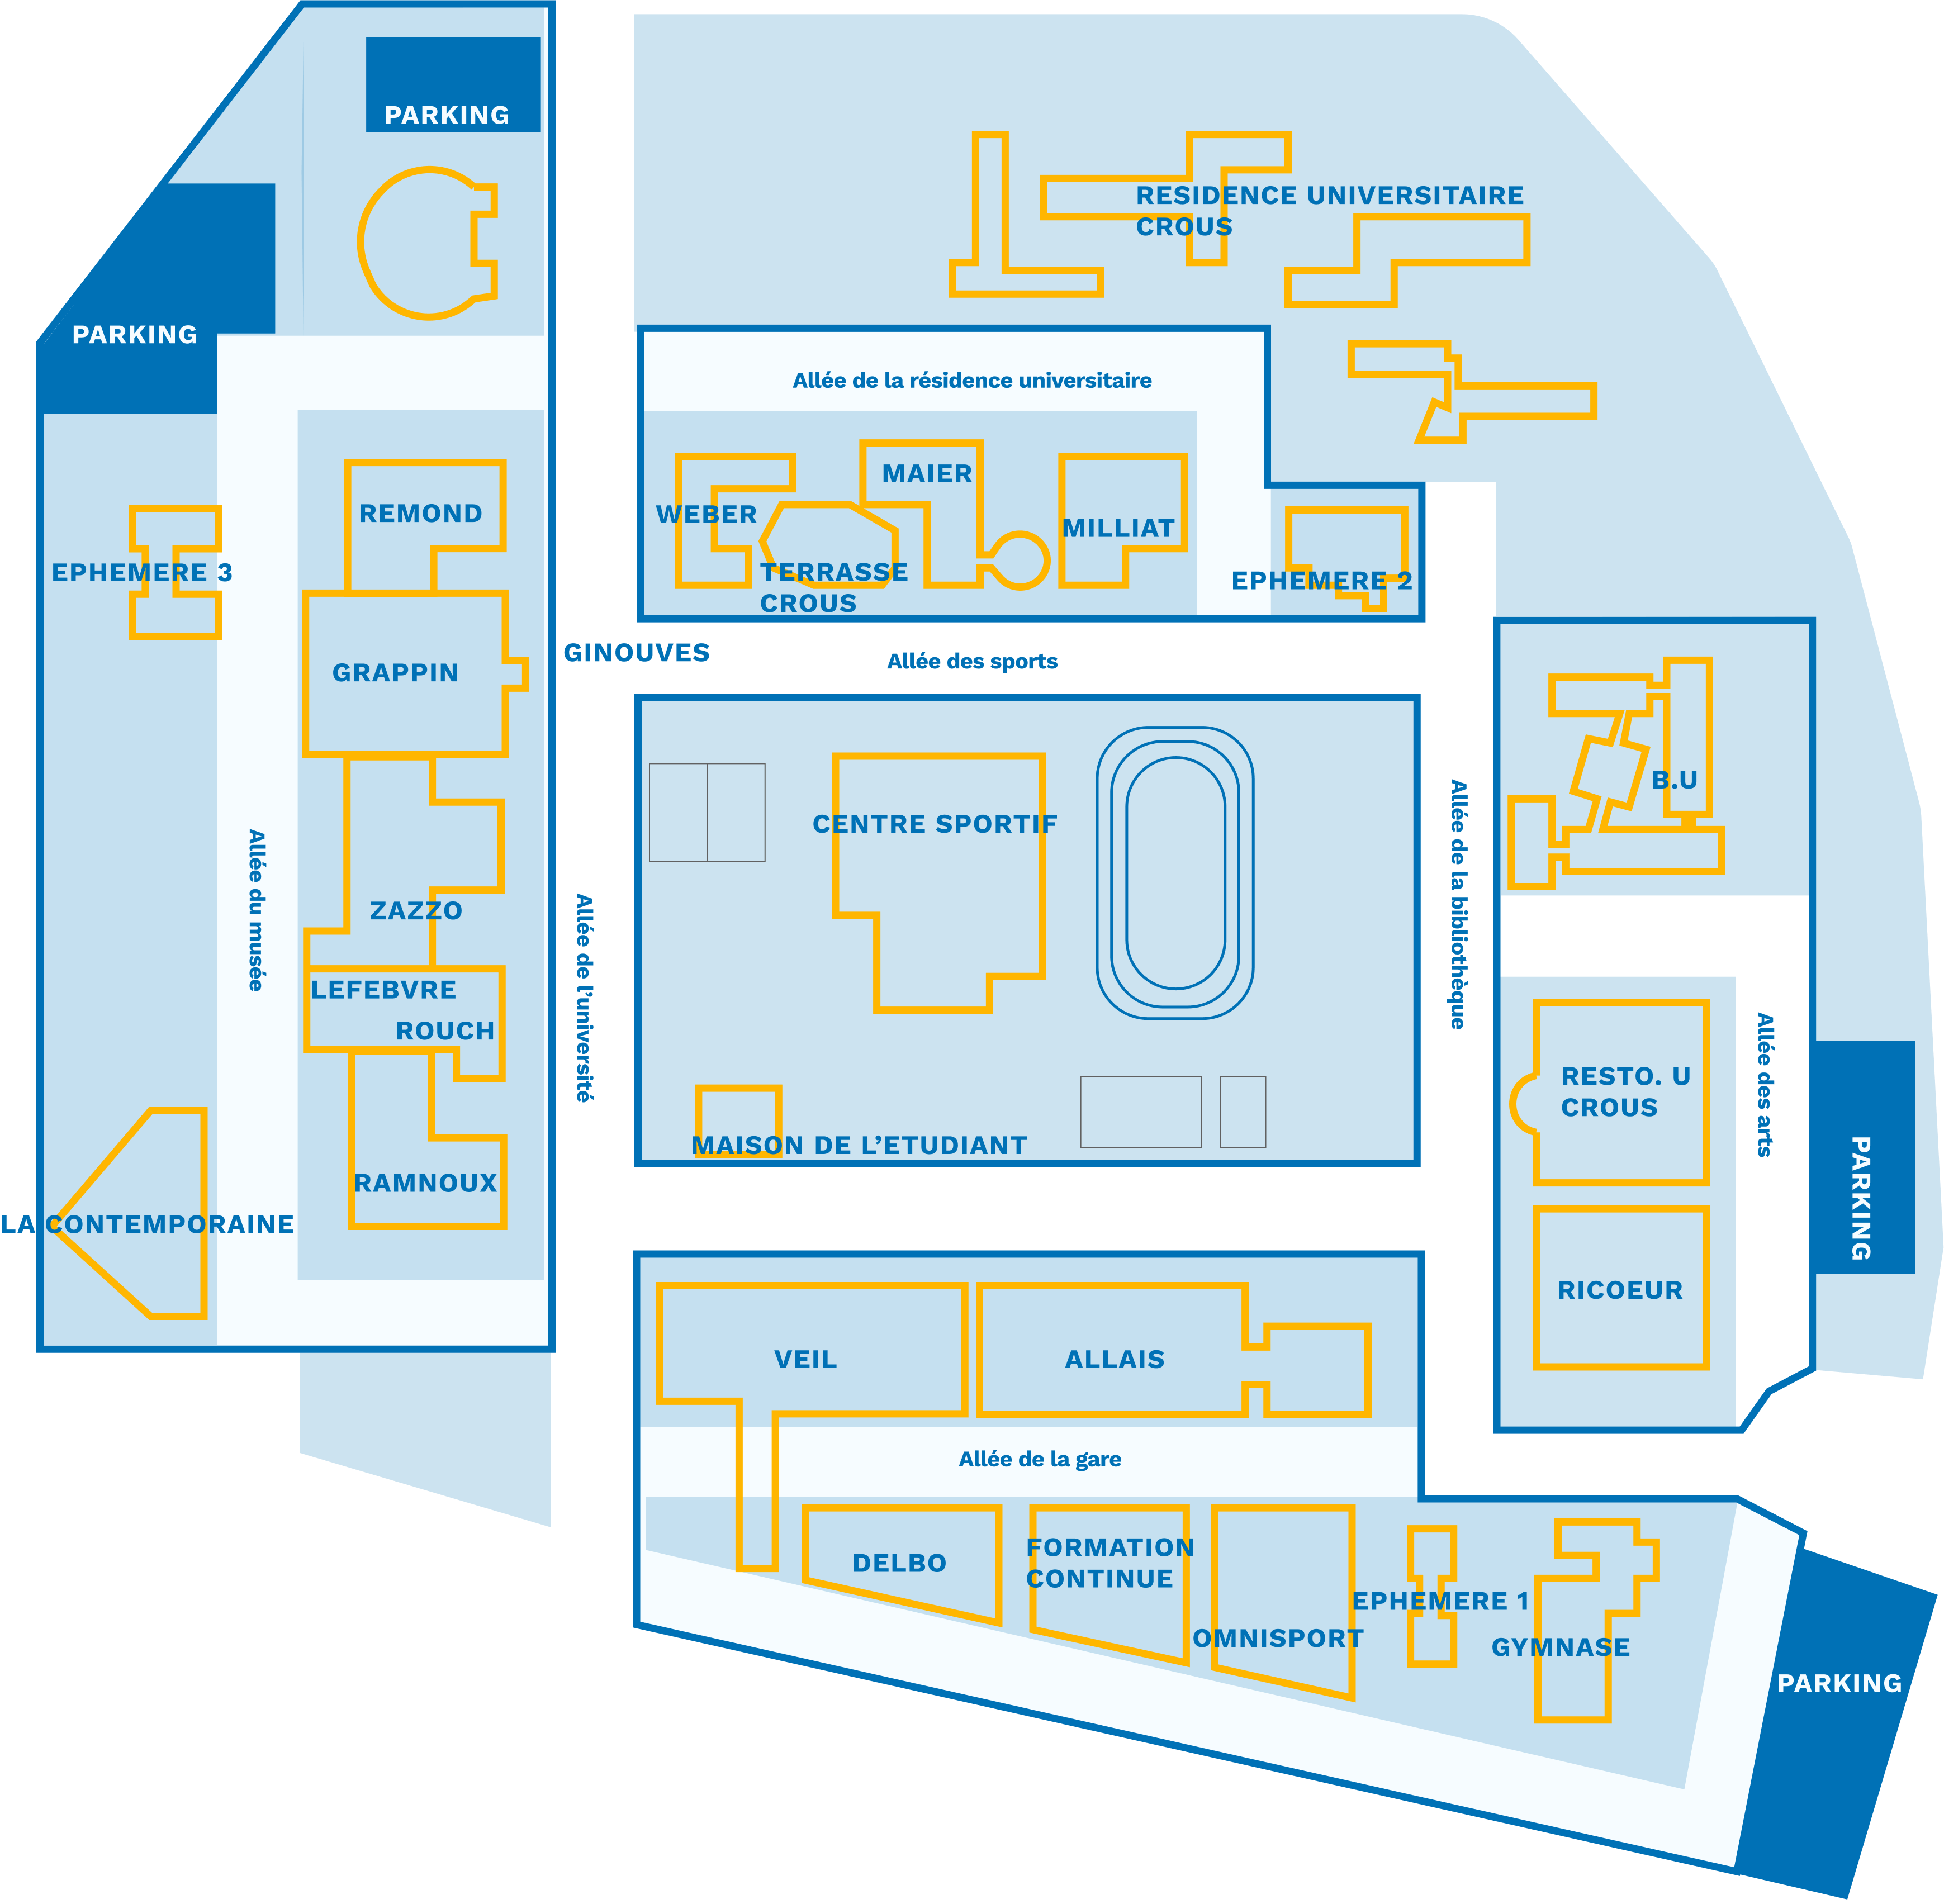 PARKING
PARKING
RESIDENCE UNIVERSITAIRE
CROUS
Allée de la résidence universitaire
REMOND
EPHEMERE 3
WEBER
MAIER
MILLIAT
TERRASSE
CROUS
EPHEMERE 2
GRAPPIN
GINOUVES
Allée des sports
B.U
CENTRE SPORTIF
Allée du musée
ZAZZO
Allée de l’université
Allée de la bibliothèque
LEFEBVRE
ROUCH
RESTO. U
CROUS
Allée des arts
PARKING
MAISON DE L’ETUDIANT
RAMNOUX
LA CONTEMPORAINE
RICOEUR
VEIL
ALLAIS
Allée de la gare
DELBO
FORMATION
CONTINUE
EPHEMERE 1
OMNISPORT
GYMNASE
PARKING